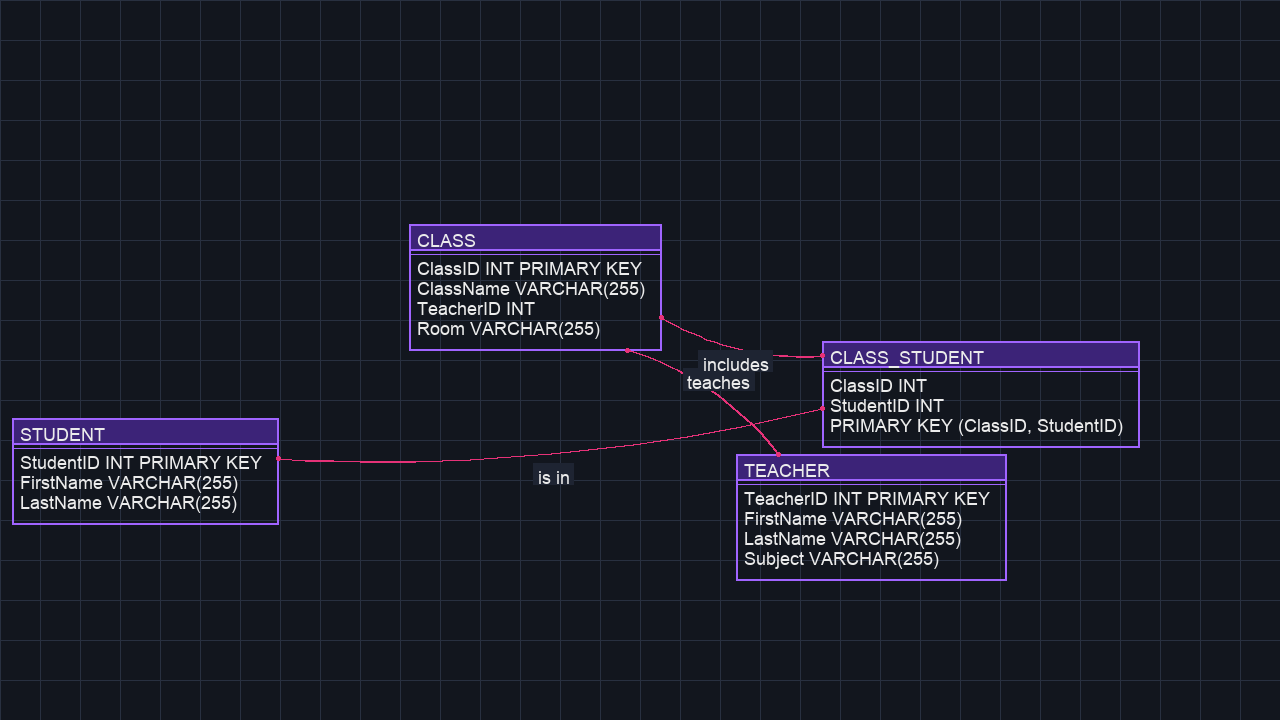 CLASS
ClassID INT PRIMARY KEY
ClassName VARCHAR(255)
TeacherID INT
Room VARCHAR(255)
includes
teaches
CLASS_STUDENT
ClassID INT
StudentID INT
PRIMARY KEY (ClassID, StudentID)
STUDENT
StudentID INT PRIMARY KEY
FirstName VARCHAR(255)
LastName VARCHAR(255)
is in
TEACHER
TeacherID INT PRIMARY KEY
FirstName VARCHAR(255)
LastName VARCHAR(255)
Subject VARCHAR(255)